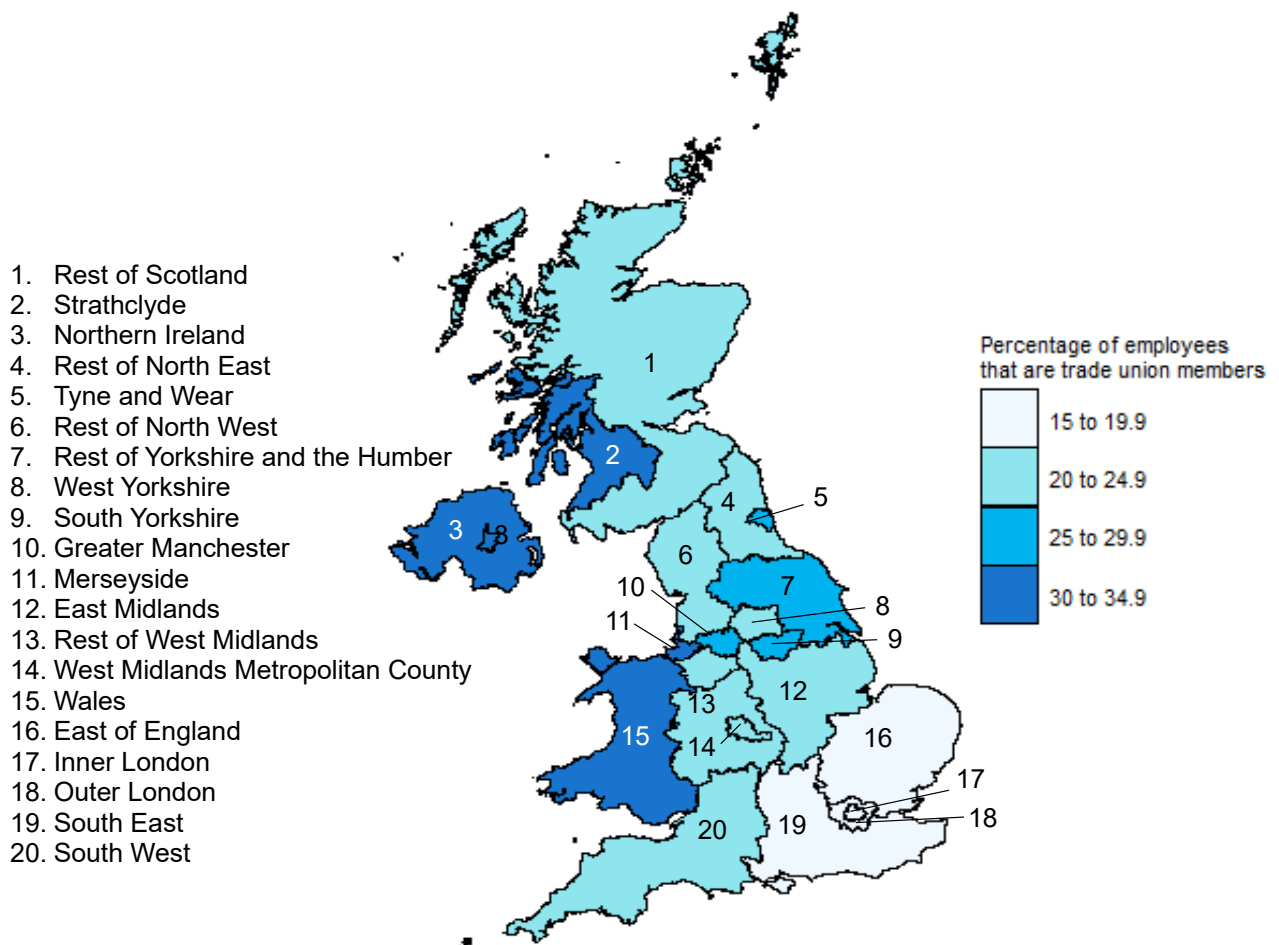 1. Rest of Scotland
2. Strathclyde
3. Northern Ireland
4. Rest of North East
5. Tyne and Wear
6. Rest of North West
7. Rest of Yorkshire and the Humber
8. West Yorkshire
9. South Yorkshire
10. Greater Manchester
11. Merseyside
12. East Midlands
13. Rest of West Midlands
14. West Midlands Metropolitan County
15. Wales
16. East of England
17. Inner London
18. Outer London
19. South East
20. South West
1
2
3
8
4
5
6
7
10
8
11
9
12
13
14
15
16
17
18
19
20
Percentage of employees
that are trade union members
15 to 19.9
20 to 24.9
25 to 29.9
30 to 34.9